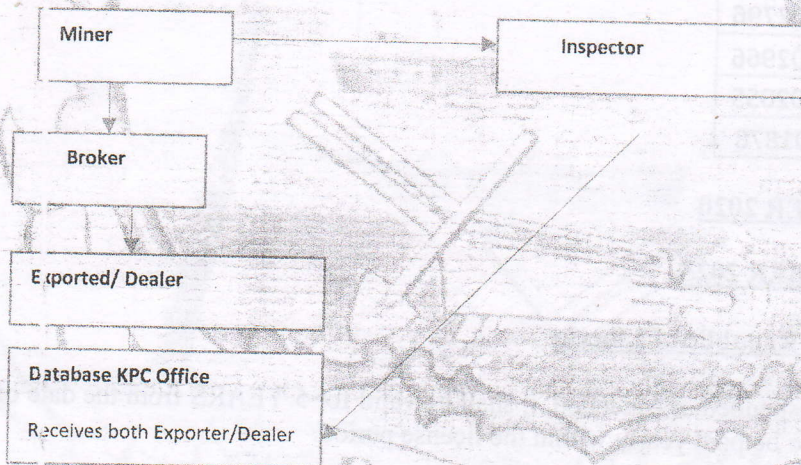 Miner
Inspector
Broker
Exported/ Dealer
Database KPC Office
Receives both Exporter/Dealer